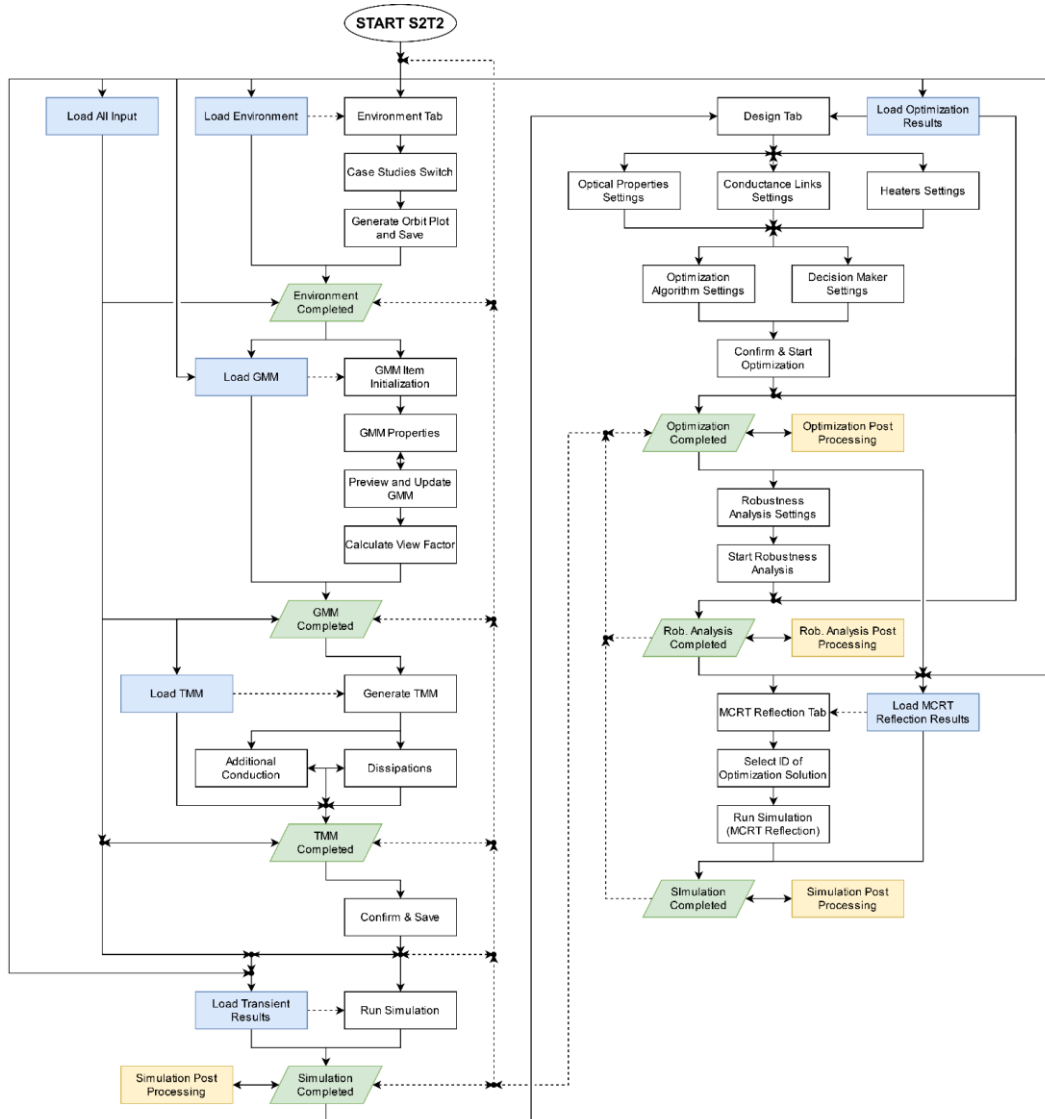 START S2T2
Load All Input
Load Environment
Environment Tab
Case Studies Switch
Generate Orbit Plot
and Save
Environment
Completed
Load GMM
GMM Item
Initialization
GMM Properties
Preview and Update
GMM
Calculate View Factor
GMM
Completed
Load TMM
Generate TMM
Additional
Conduction
Dissipations
TMM
Completed
Confirm & Save
Load Transient
Results
Run Simulation
Simulation Post
Processing
Simulation
Completed
Design Tab
Load Optimization
Results
Optical Properties
Settings
Conductance Links
Settings
Heaters Settings
Optimization
Algorithm Settings
Decision Maker
Settings
Confirm & Start
Optimization
Optimization
Completed
Optimization Post
Processing
Robustness
Analysis Settings
Start Robustness
Analysis
Rob. Analysis
Completed
Rob. Analysis Post
Processing
MCRT Reflection Tab
Load MCRT
Reflection Results
Select ID of
Optimization Solution
Run Simulation
(MCRT Reflection)
SImulation
Completed
Simulation Post
Processing